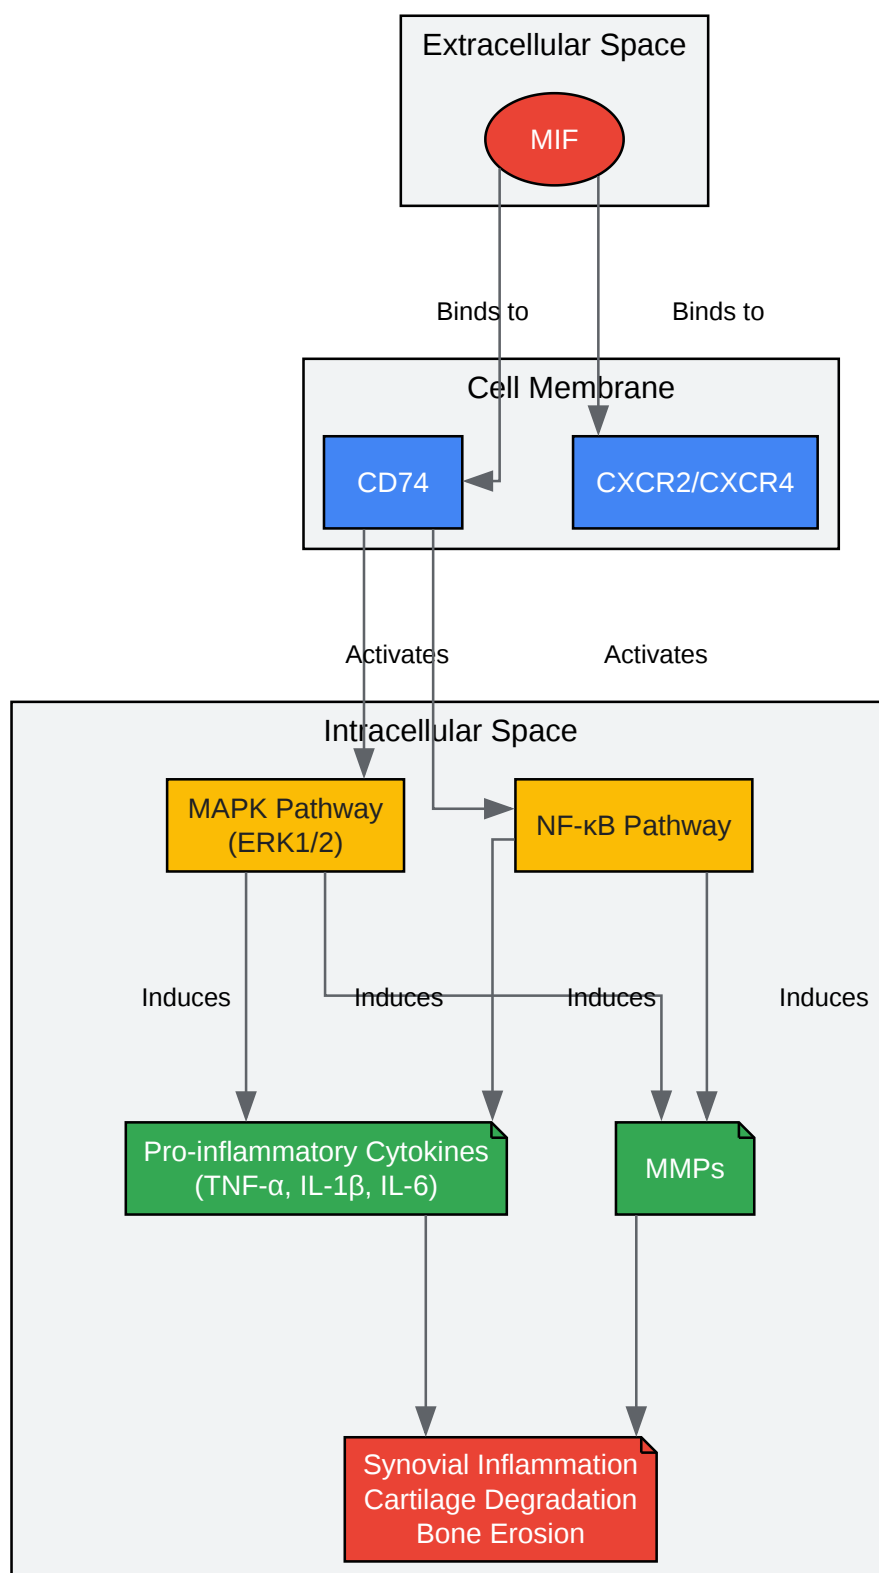 Extracellular Space
MIF
Binds to
Binds to
Cell Membrane
CD74
CXCR2/CXCR4
Activates
Activates
Intracellular Space
MAPK Pathway
(ERK1/2)
NF-κB Pathway
Induces
Induces
Induces
Induces
Pro-inflammatory Cytokines
(TNF-α, IL-1β, IL-6)
MMPs
Synovial Inflammation
Cartilage Degradation
Bone Erosion